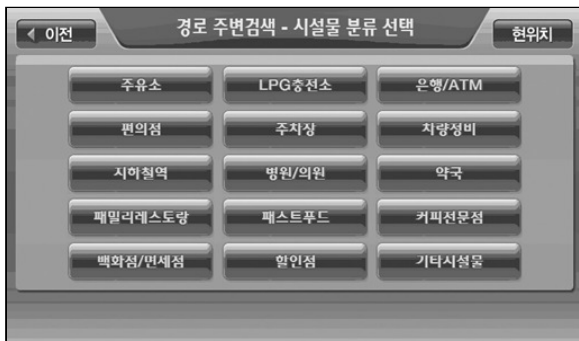 이전 경로 주변검색 - 시설물 분류 선택 현위치
주유소 LPG충전소 은행/ATM
편의점 주차장 차량정비
지하철역 병원/의원 약국
패밀리레스토랑 패스트푸드 커피전문점
백화점/면세점 할인점 기타시설물